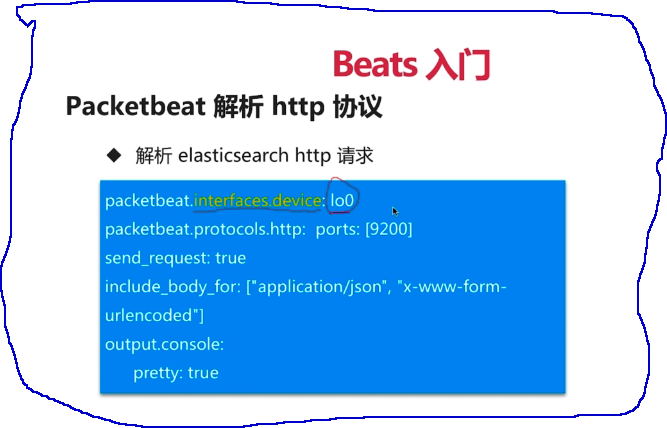 Beats 入门
Packetbeat 解析 http 协议
◆ 解析 elasticsearch http 请求
packetbeat.interfaces.device: lo0
packetbeat.protocols.http: ports: [9200]
send_request: true
include_body_for: ["application/json", "x-www-form-
urlencoded"]
output.console:
pretty: true